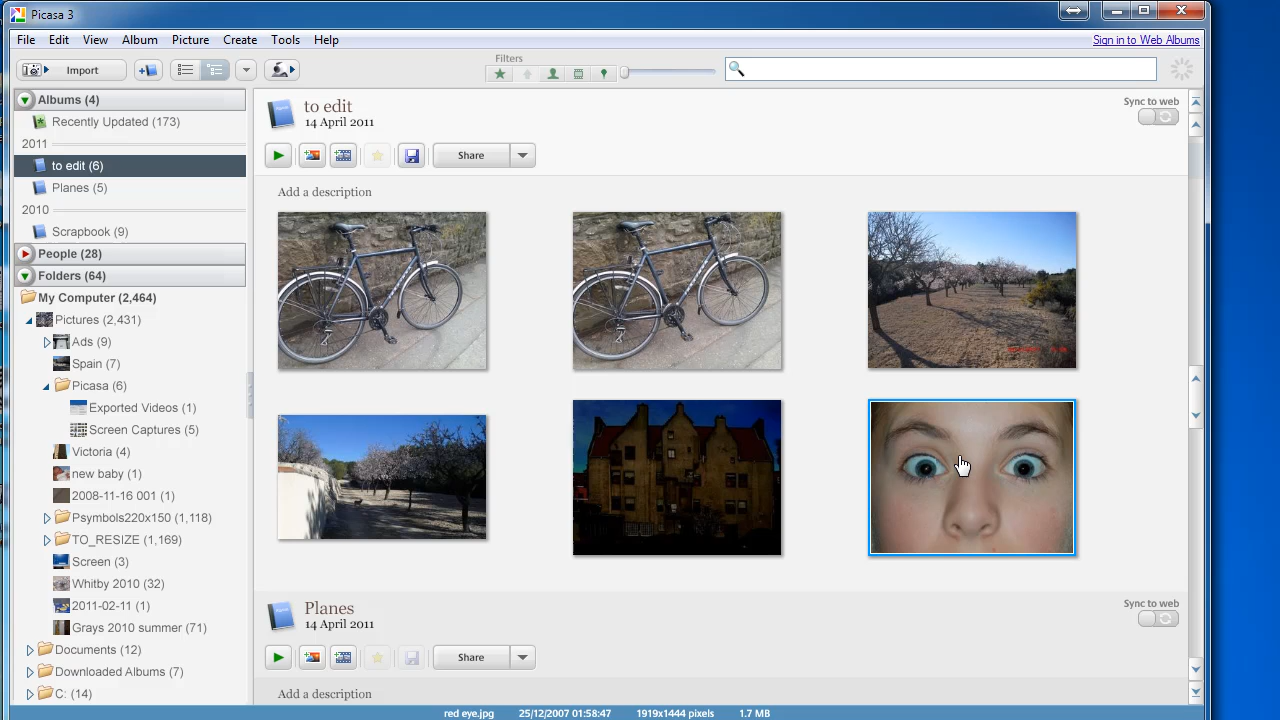 Picasa 3
File Edit View Album Picture Create Tools Help
Sign in to Web Albums
Import
Filters
Albums (4)
Recently Updated (173)
2011
to edit (6)
Planes (5)
2010
Scrapbook (9)
People (28)
Folders (64)
My Computer (2,464)
Pictures (2,431)
Ads (9)
Spain (7)
Picasa (6)
Exported Videos (1)
Screen Captures (5)
Victoria (4)
new baby (1)
2008-11-16 001 (1)
Psymbols220x150 (1,118)
TO_RESIZE (1,169)
Screen (3)
Whitby 2010 (32)
2011-02-11 (1)
Grays 2010 summer (71)
Documents (12)
Downloaded Albums (7)
C: (14)
to edit
14 April 2011
Sync to web
Share
Add a description
Planes
14 April 2011
Sync to web
Share
Add a description
red eye.jpg 25/12/2007 01:58:47 1919x1444 pixels 1.7 MB